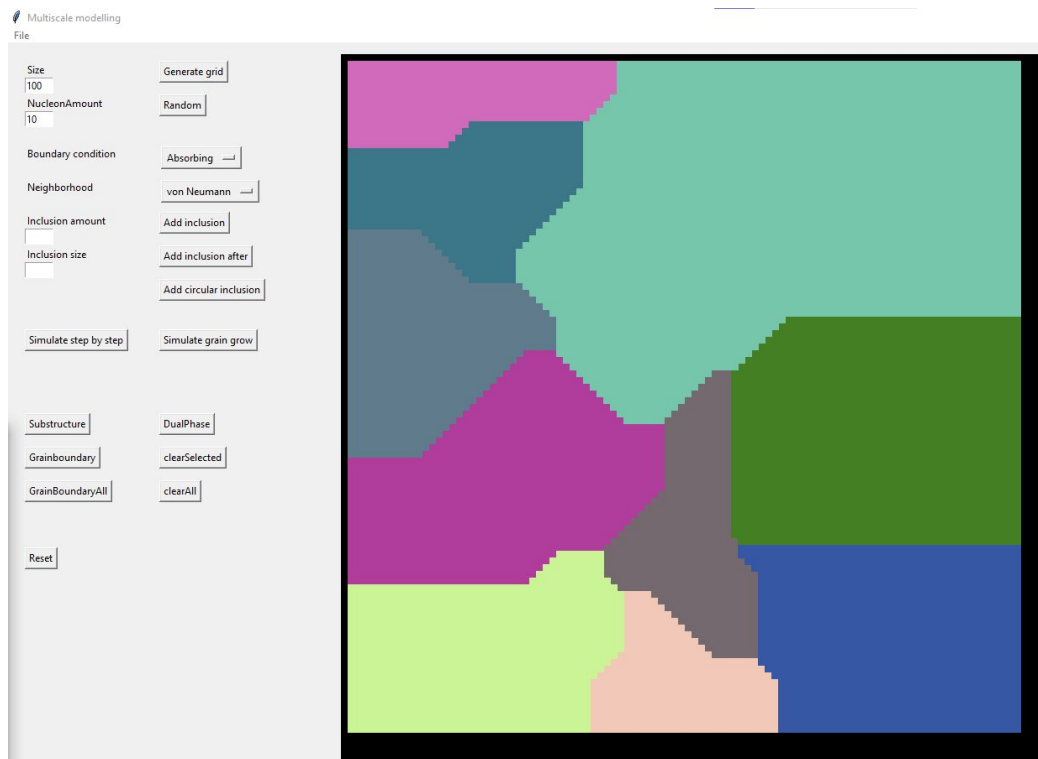 Multiscale modelling
File
Size
Generate grid
100
NucleonAmount
Random
10
Boundary condition
Absorbing
Neighborhood
von Neumann
Inclusion amount
Add inclusion
Inclusion size
Add inclusion after
Add circular inclusion
Simulate step by step
Simulate grain grow
Substructure
DualPhase
Grainboundary
clearSelected
GrainBoundaryAll
clearAll
Reset